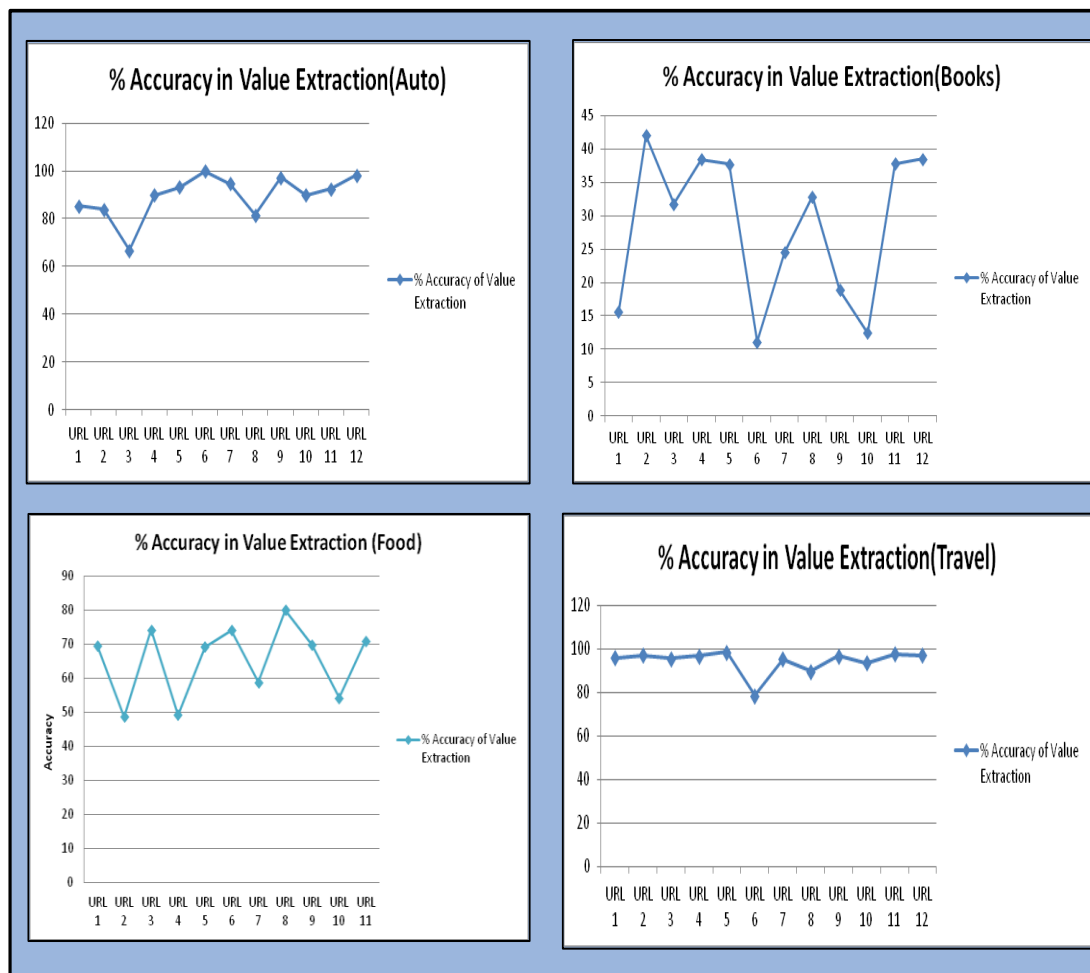 % Accuracy in Value Extraction(Auto)
120
100
80
60
40
20
0
URL 1 URL 2 URL 3 URL 4 URL 5 URL 6 URL 7 URL 8 URL 9 URL 10 URL 11 URL 12
% Accuracy of Value
Extraction
% Accuracy in Value Extraction(Books)
45
40
35
30
25
20
15
10
5
0
URL 1 URL 2 URL 3 URL 4 URL 5 URL 6 URL 7 URL 8 URL 9 URL 10 URL 11 URL 12
% Accuracy of Value
Extraction
% Accuracy in Value Extraction (Food)
Accuracy
90
80
70
60
50
40
30
20
10
0
URL 1 URL 2 URL 3 URL 4 URL 5 URL 6 URL 7 URL 8 URL 9 URL 10 URL 11
% Accuracy of Value
Extraction
% Accuracy in Value Extraction(Travel)
120
100
80
60
40
20
0
URL 1 URL 2 URL 3 URL 4 URL 5 URL 6 URL 7 URL 8 URL 9 URL 10 URL 11 URL 12
% Accuracy of Value
Extraction